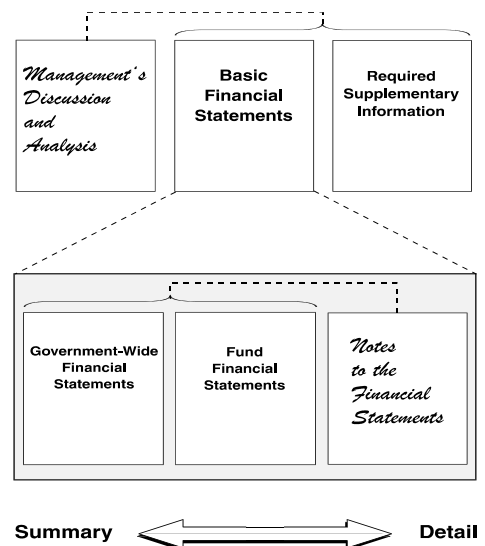 Management's
Discussion
and
Analysis
Basic
Financial
Statements
Required
Supplementary
Information
Government-Wide
Financial
Statements
Fund
Financial
Statements
Notes
to the
Financial
Statements
Summary
Detail